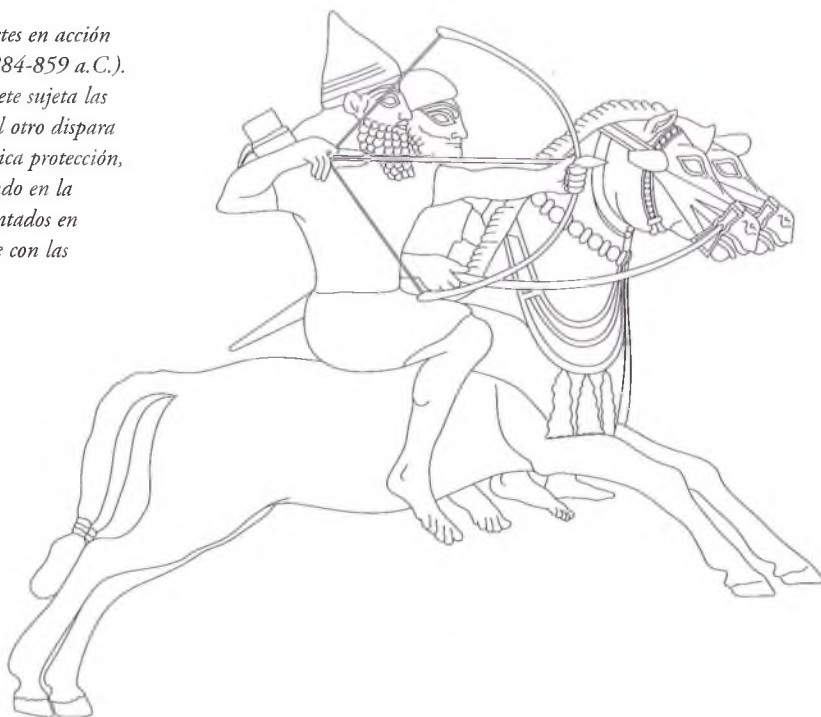 tes en acción
84-859 a.C.).
ete sujeta las
l otro dispara
ica protección,
do en la
ntados en
e con las